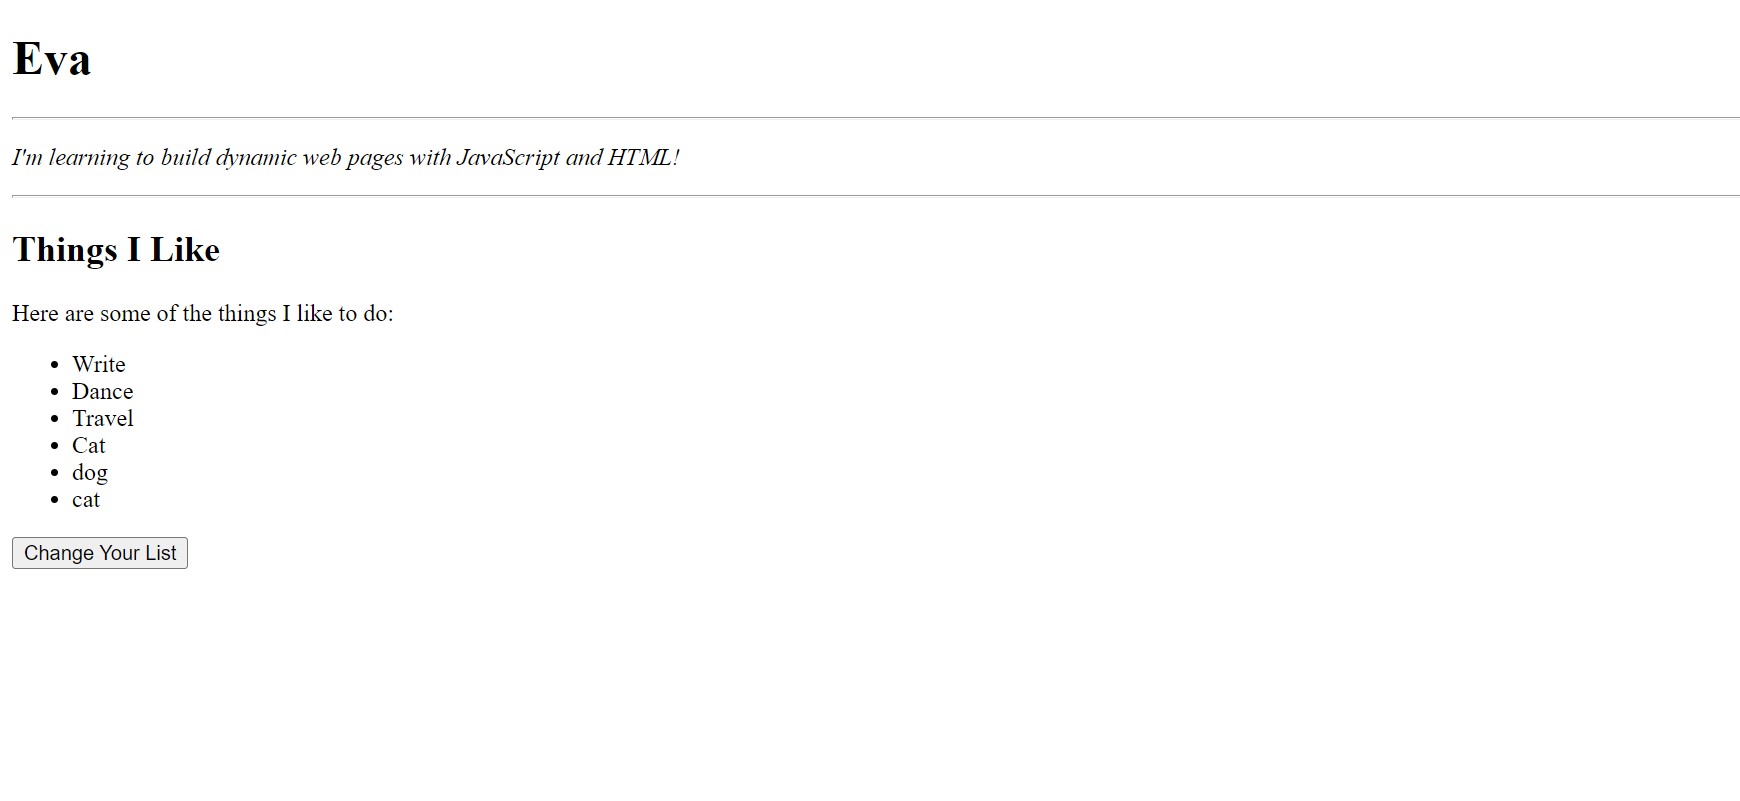 Eva
I'm learning to build dynamic web pages with JavaScript and HTML!
Things I Like
Here are some of the things I like to do:
Write
Dance
Travel
Cat
dog
cat
Change Your List